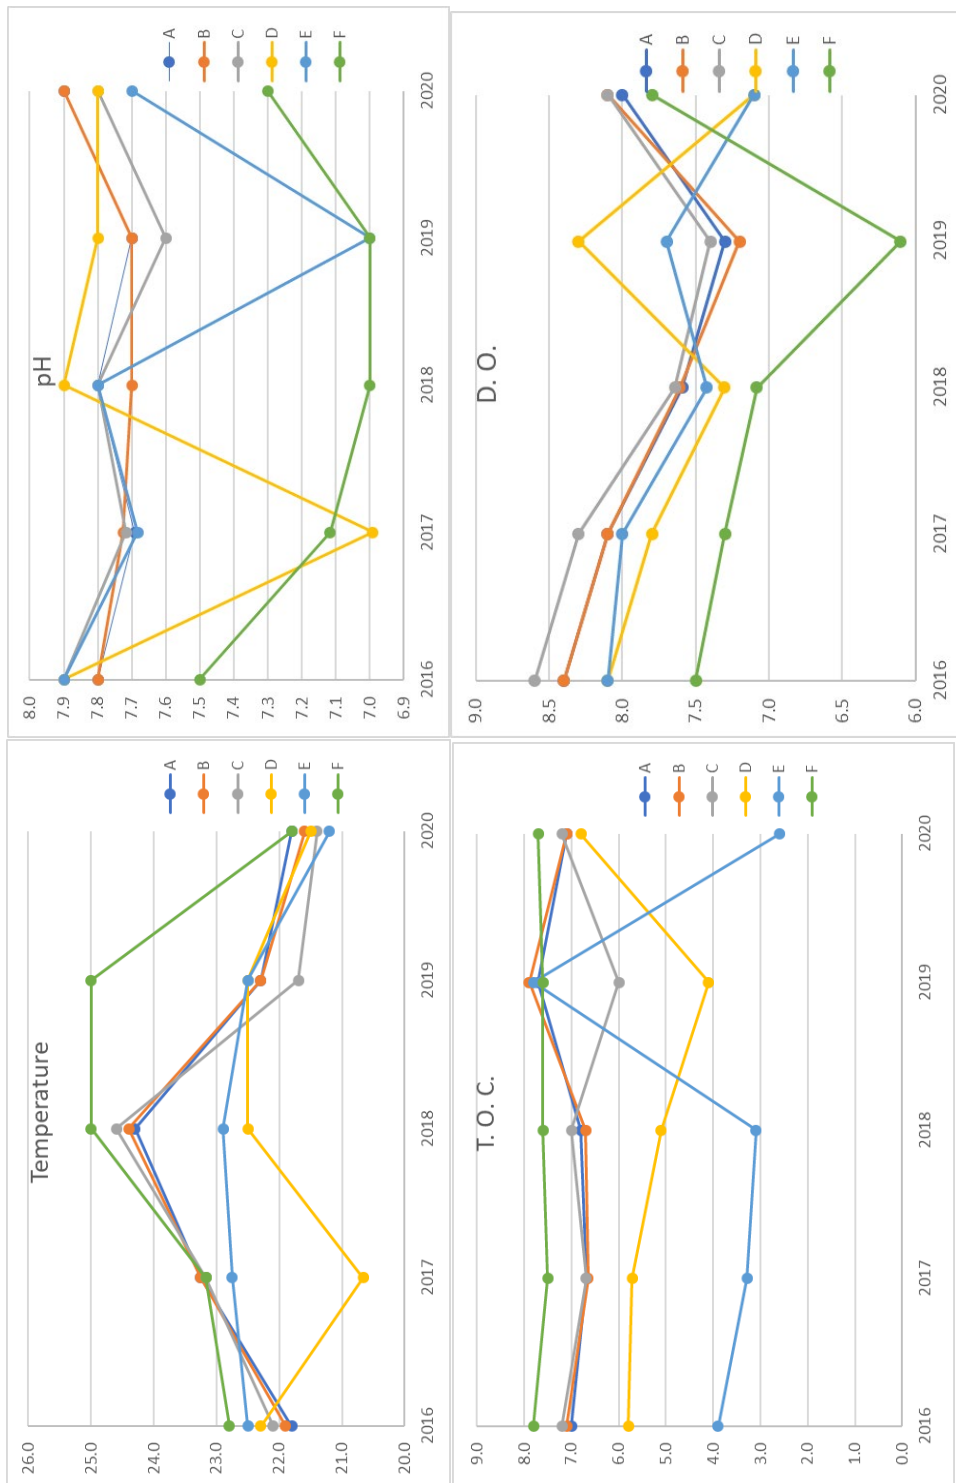 Temperature
26.0
25.0
24.0
23.0
22.0
21.0
20.0
2016
2017
2018
2019
2020
A
B
C
D
E
F
pH
8.0
7.9
7.8
7.7
7.6
7.5
7.4
7.3
7.2
7.1
7.0
6.9
2016
2017
2018
2019
2020
A
B
C
D
E
F
T. O. C.
9.0
8.0
7.0
6.0
5.0
4.0
3.0
2.0
1.0
0.0
2016
2017
2018
2019
2020
A
B
C
D
E
F
D. O.
9.0
8.5
8.0
7.5
7.0
6.5
6.0
2016
2017
2018
2019
2020
A
B
C
D
E
F